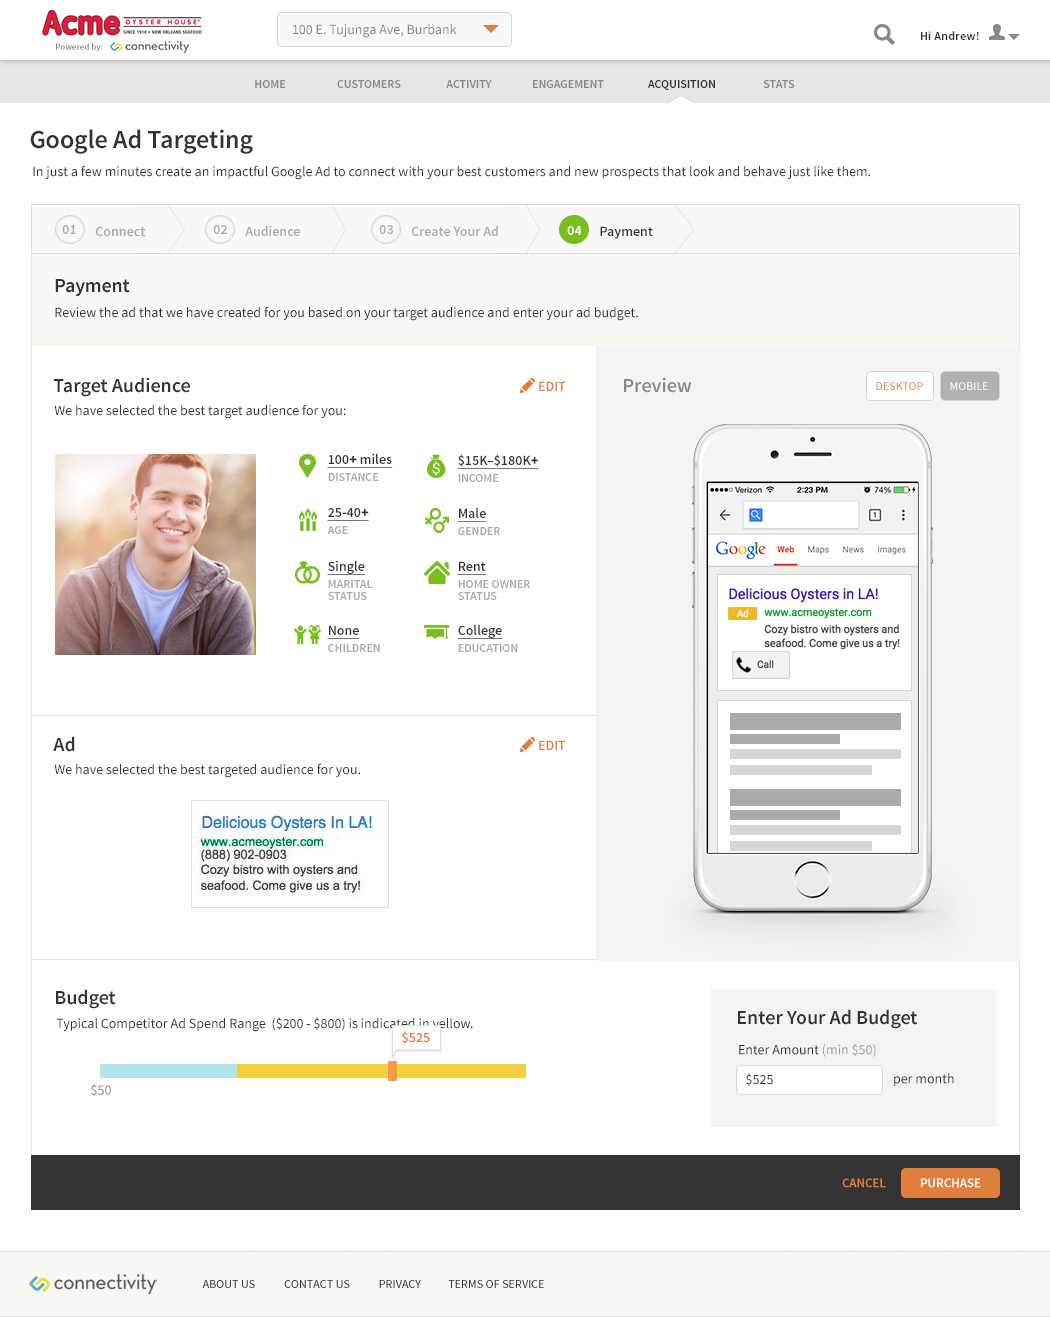 Acme
OYSTER HOUSE
SINCE 1910 • NEW ORLEANS SEAFOOD
Powered by: connectivity
100 E. Tujunga Ave, Burbank
Hi Andrew!
HOME CUSTOMERS ACTIVITY ENGAGEMENT ACQUISITION STATS
Google Ad Targeting
In just a few minutes create an impactful Google Ad to connect with your best customers and new prospects that look and behave just like them.
01 Connect 02 Audience 03 Create Your Ad 04 Payment
Payment
Review the ad that we have created for you based on your target audience and enter your ad budget.
Target Audience
EDIT
We have selected the best target audience for you:
100+ miles
DISTANCE
$15K–$180K+
INCOME
25-40+
AGE
Male
GENDER
Single
MARITAL
STATUS
Rent
HOME OWNER
STATUS
None
CHILDREN
College
EDUCATION
Preview
DESKTOP
MOBILE
Verizon 2:23 PM 74%
1
Google Web Maps News Images
Delicious Oysters in LA!
Ad www.acmeoyster.com
Cozy bistro with oysters and
seafood. Come give us a try!
Call
Ad
EDIT
We have selected the best targeted audience for you.
Delicious Oysters In LA!
www.acmeoyster.com
(888) 902-0903
Cozy bistro with oysters and
seafood. Come give us a try!
Budget
Typical Competitor Ad Spend Range ($200 - $800) is indicated in yellow.
$525
$50
Enter Your Ad Budget
Enter Amount (min $50)
$525 per month
CANCEL PURCHASE
connectivity ABOUT US CONTACT US PRIVACY TERMS OF SERVICE